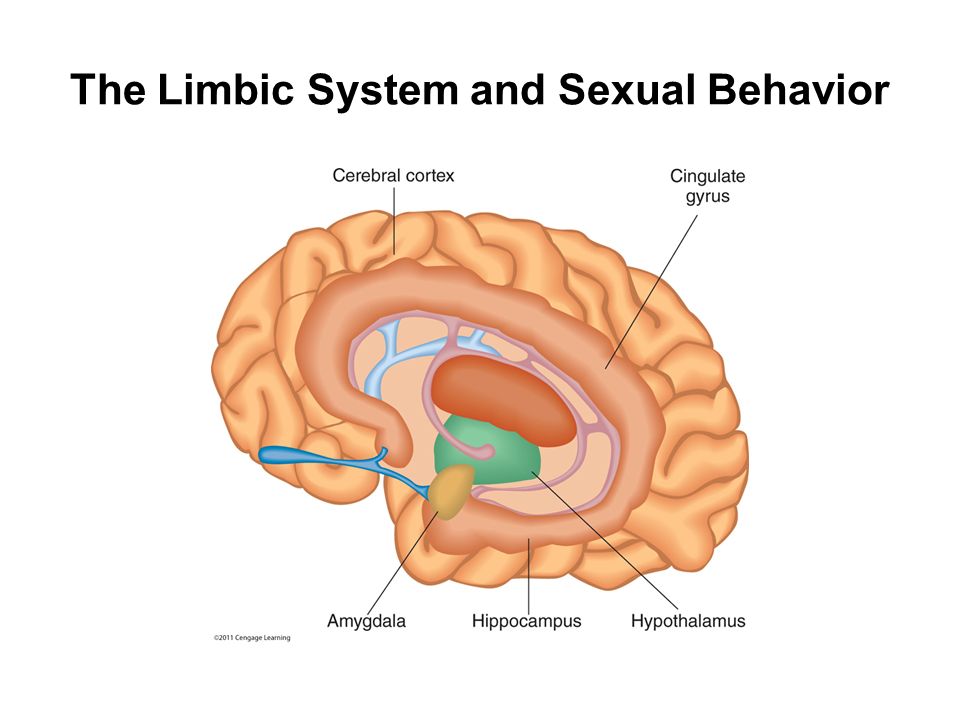 The Limbic System and Sexual Behavior
Cerebral cortex
Cingulate
gyrus
Amygdala
Hippocampus
Hypothalamus
©2011 Cengage Learning